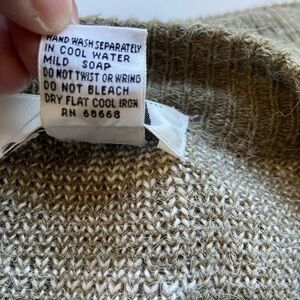 HAND WASH SEPARATELY
IN COOL WATER
MILD SOAP
DO NOT TWIST OR WRING
DO NOT BLEACH
DRY FLAT COOL IRON
RN 68668